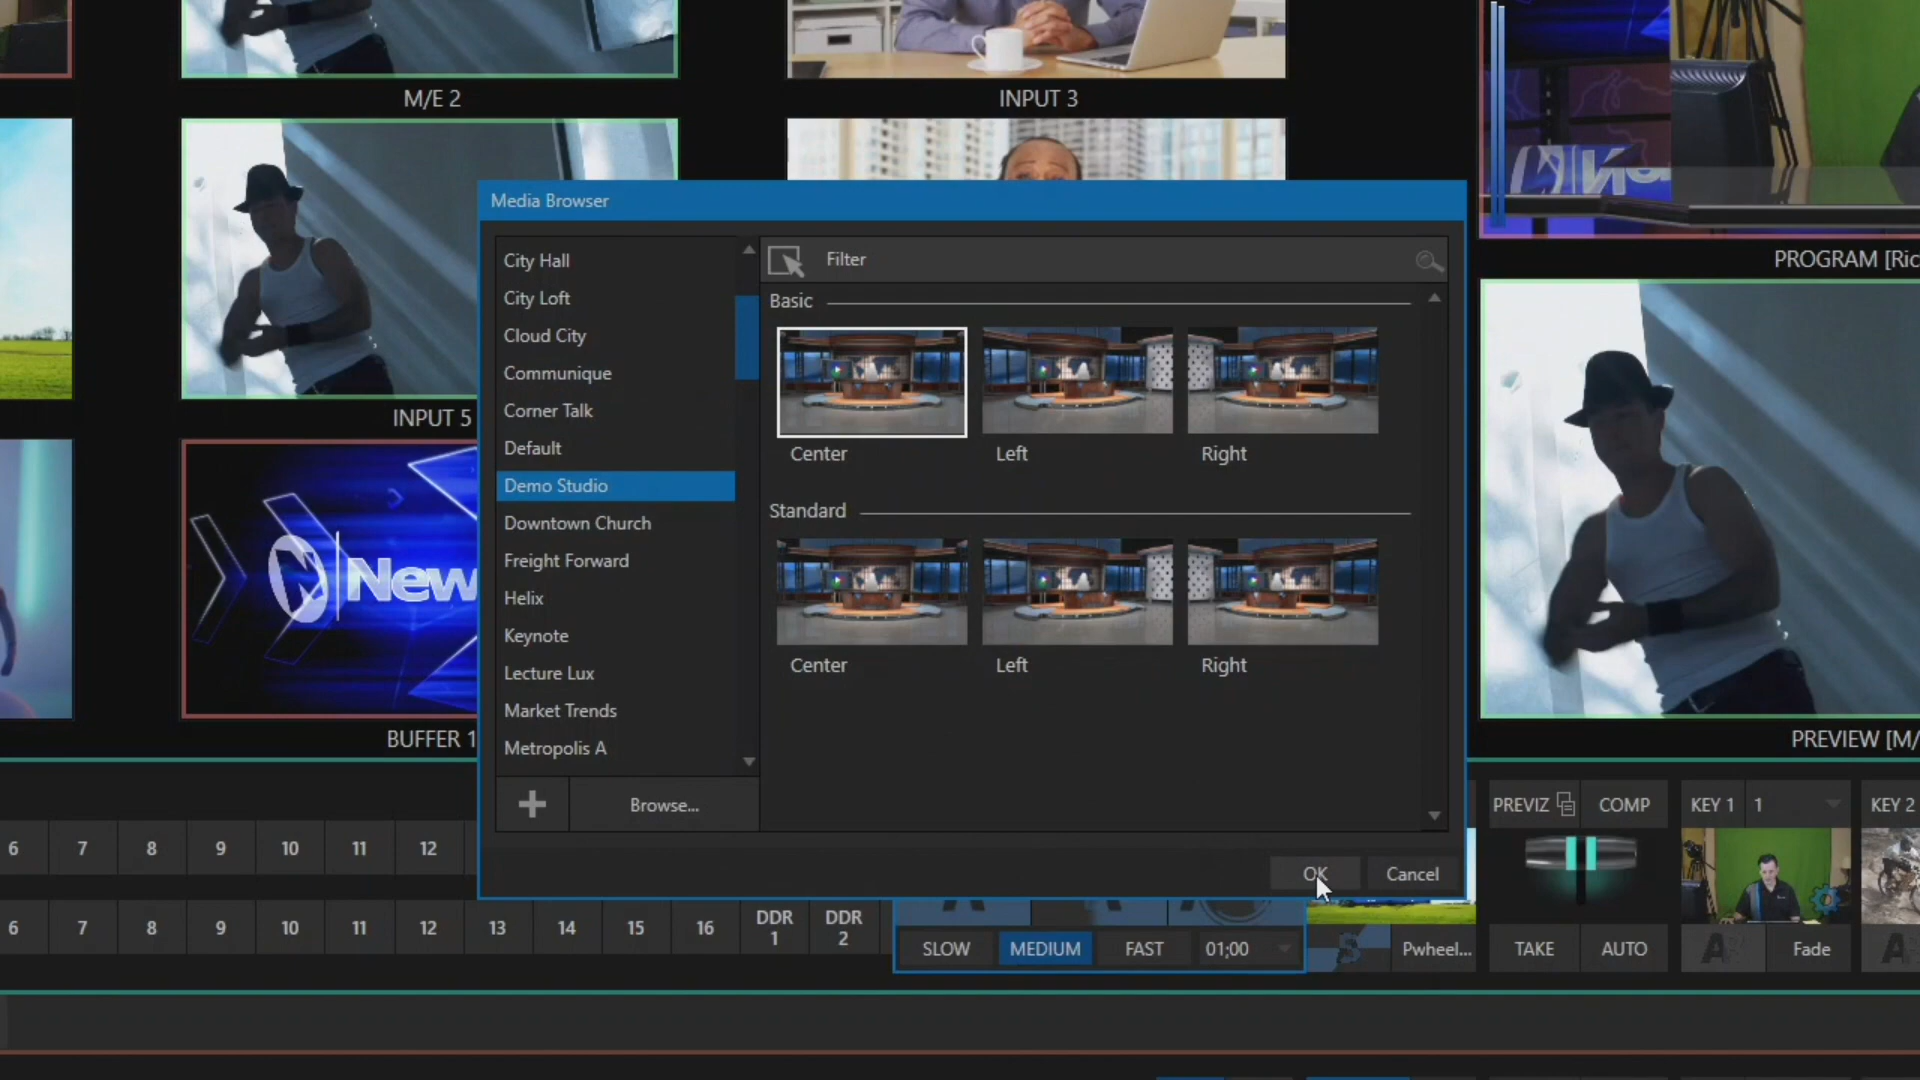 M/E 2
INPUT 3
PROGRAM [Ric
Media Browser
City Hall
City Loft
Cloud City
Communique
Corner Talk
Default
Demo Studio
Downtown Church
Freight Forward
Helix
Keynote
Lecture Lux
Market Trends
Metropolis A
Browse...
Filter
Basic
Center
Left
Right
Standard
Center
Left
Right
OK
Cancel
INPUT 5
New
BUFFER 1
PREVIEW [M/
6 7 8 9 10 11 12
6 7 8 9 10 11 12 13 14 15 16 DDR 1 DDR 2
SLOW MEDIUM FAST 01;00
Pwheel...
PREVIZ COMP
TAKE AUTO
KEY 1 1
Fade
KEY 2